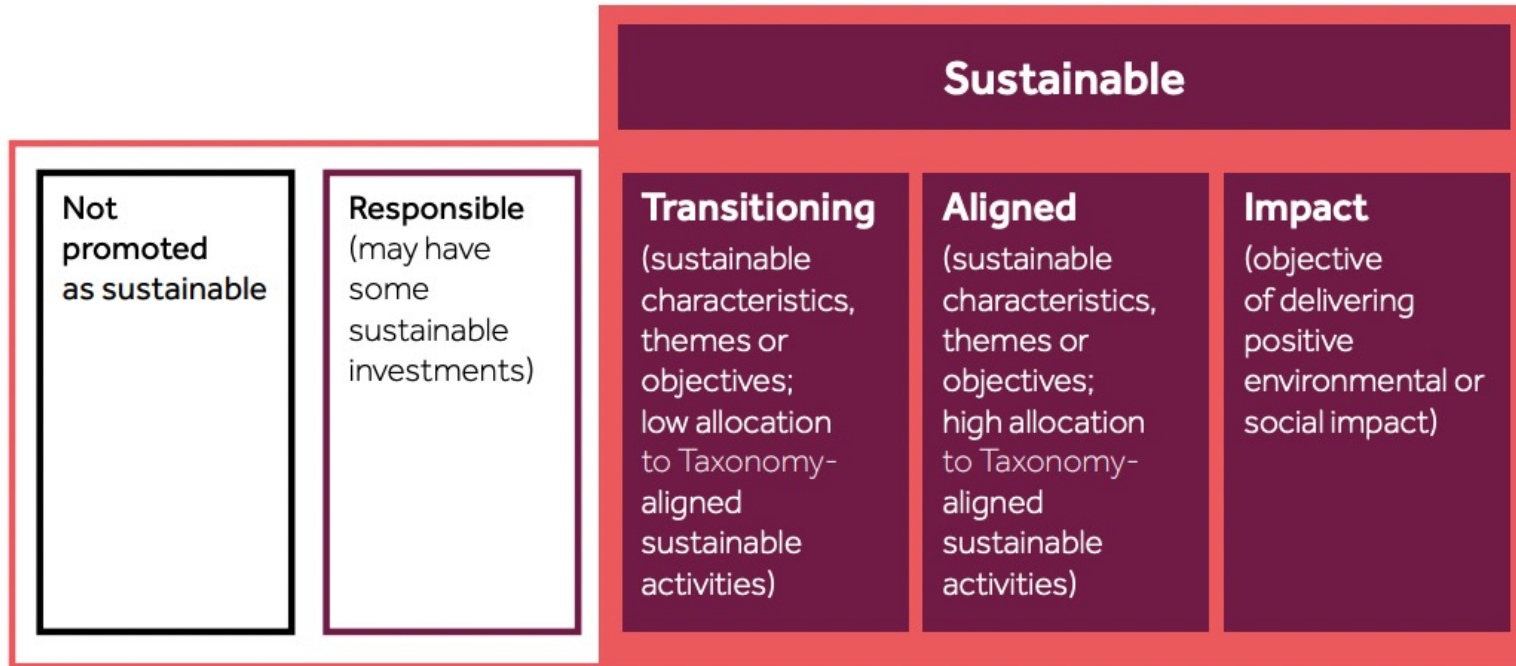 Sustainable
Not
promoted
as sustainable
Responsible
(may have
some
sustainable
investments)
Transitioning
(sustainable
characteristics,
themes or
objectives;
low allocation
to Taxonomy-
aligned
sustainable
activities)
Aligned
(sustainable
characteristics,
themes or
objectives;
high allocation
to Taxonomy-
aligned
sustainable
activities)
Impact
(objective
of delivering
positive
environmental or
social impact)